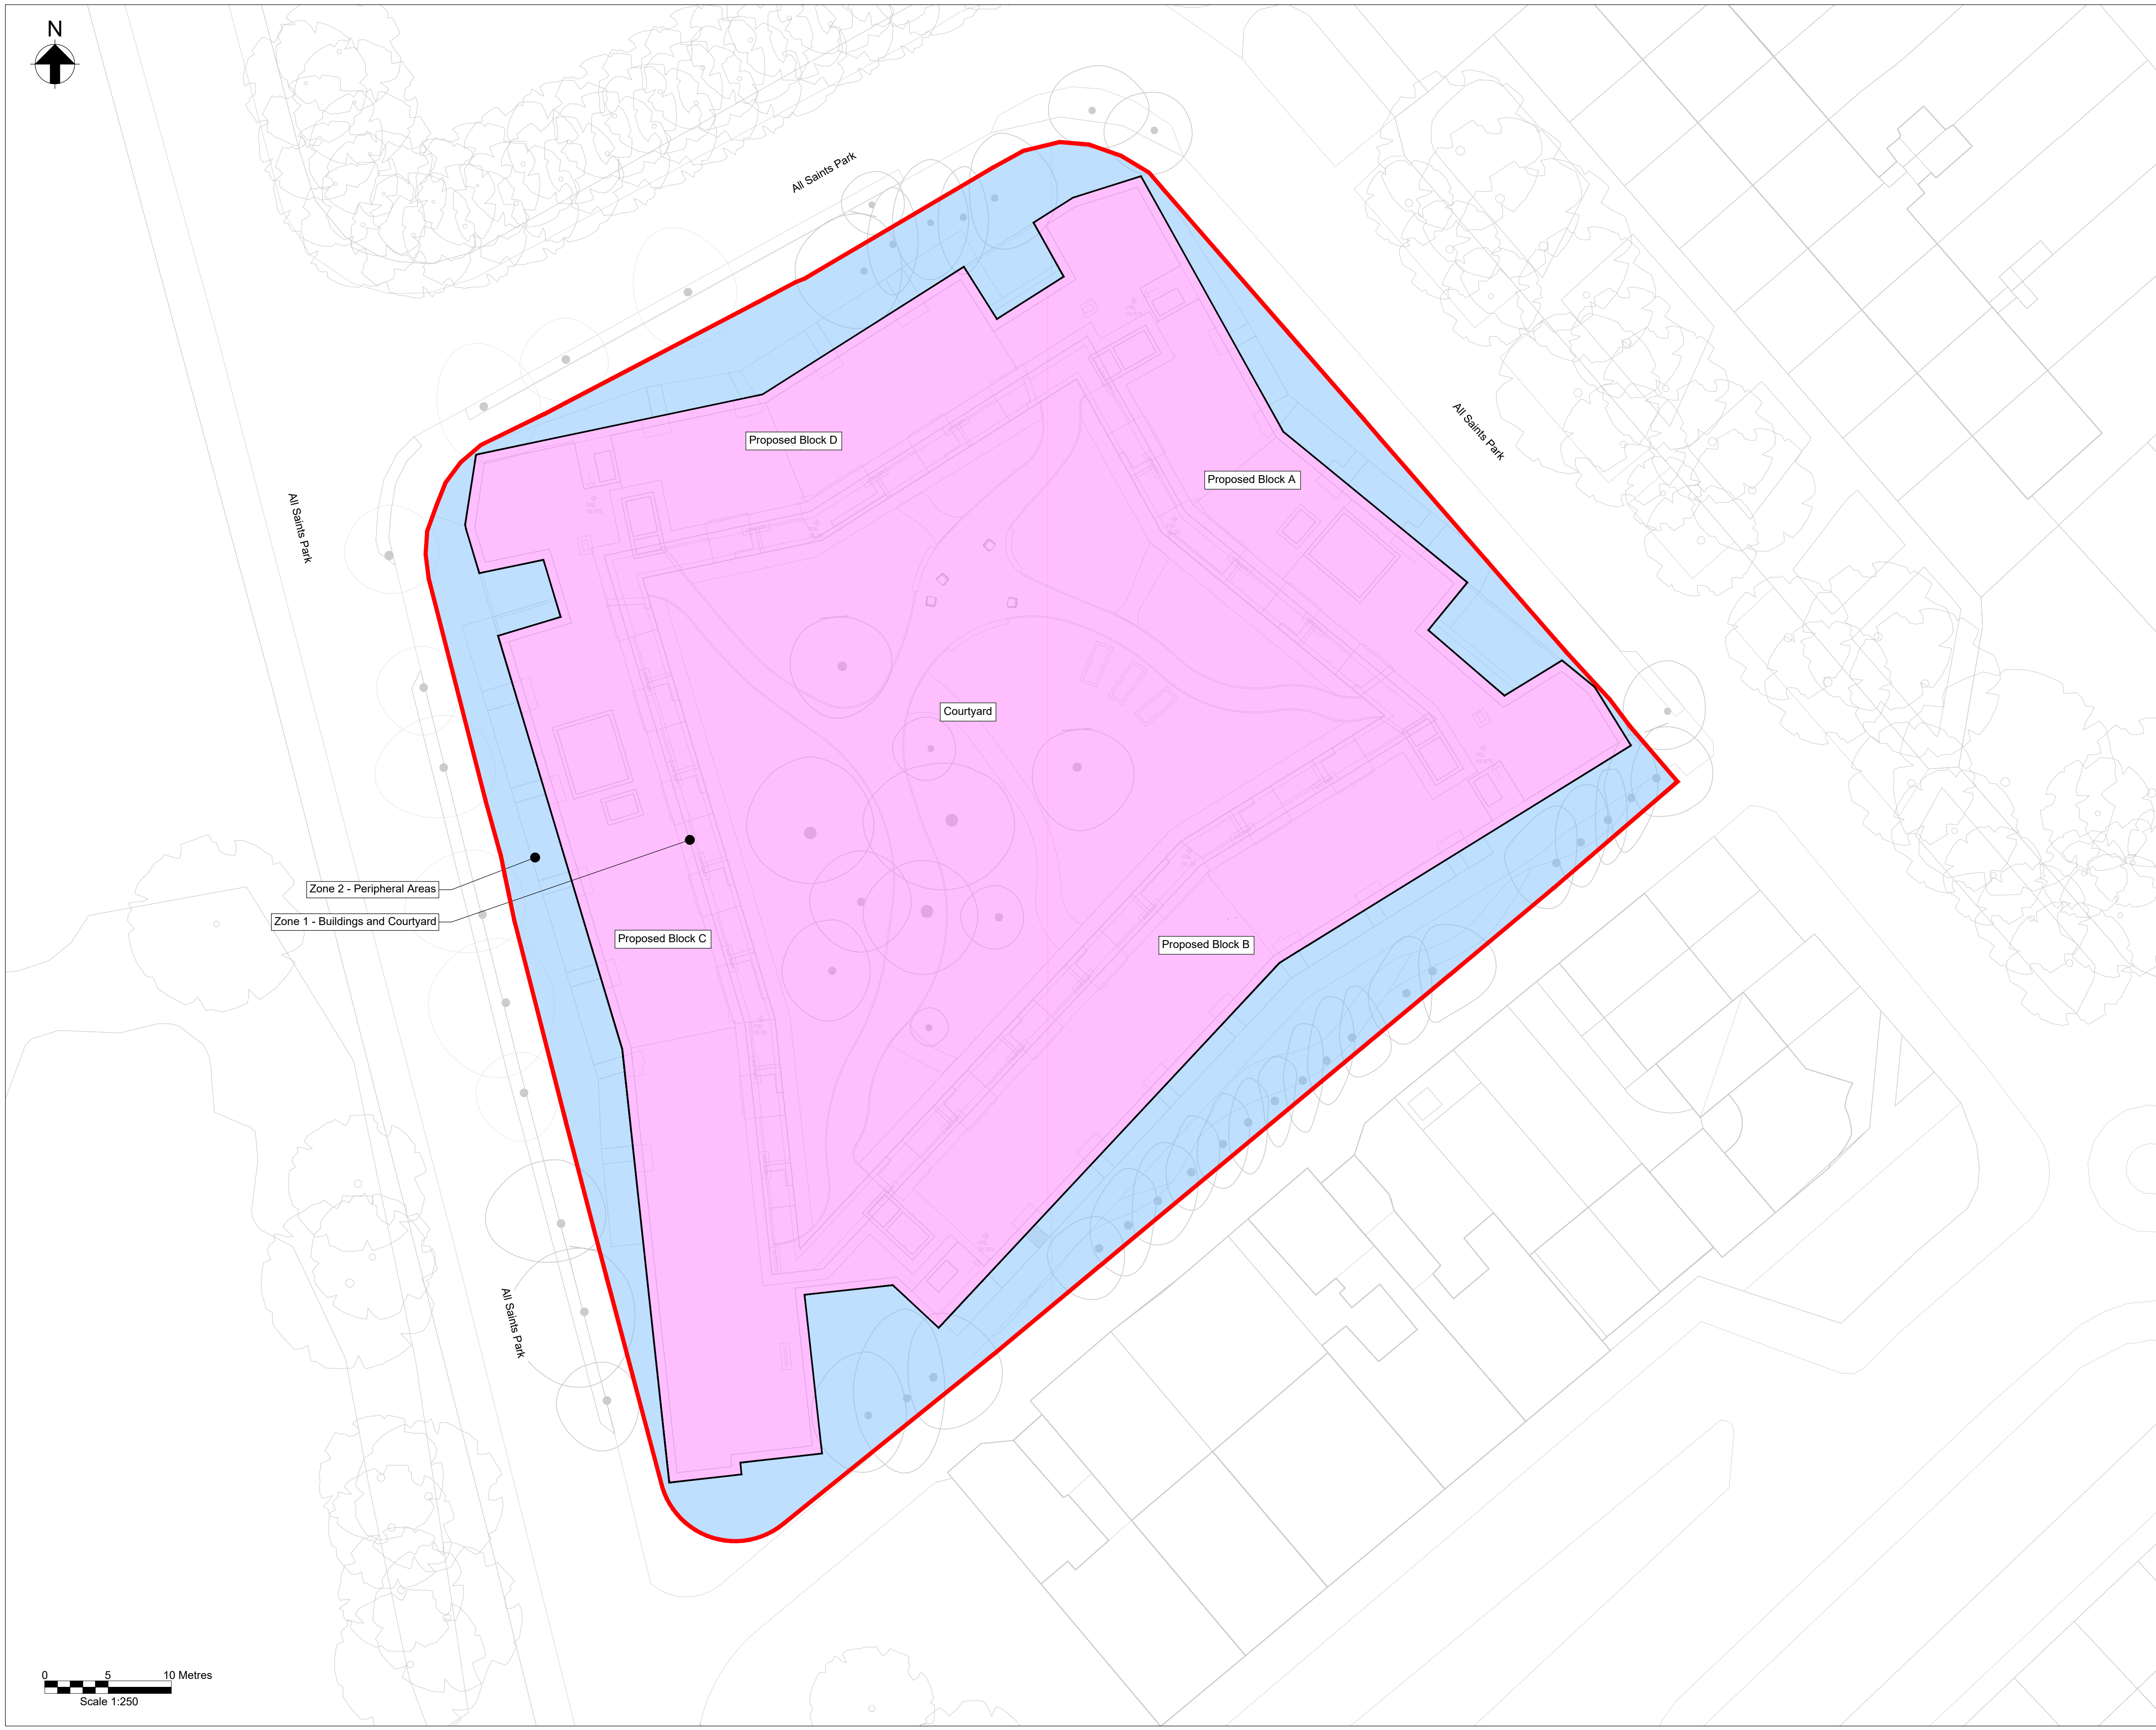 N
All Saints Park
All Saints Park
All Saints Park
Proposed Block D
Proposed Block A
Courtyard
Zone 2 - Peripheral Areas
Zone 1 - Buildings and Courtyard
Proposed Block C
Proposed Block B
All Saints Park
0 5 10 Metres
Scale 1:250